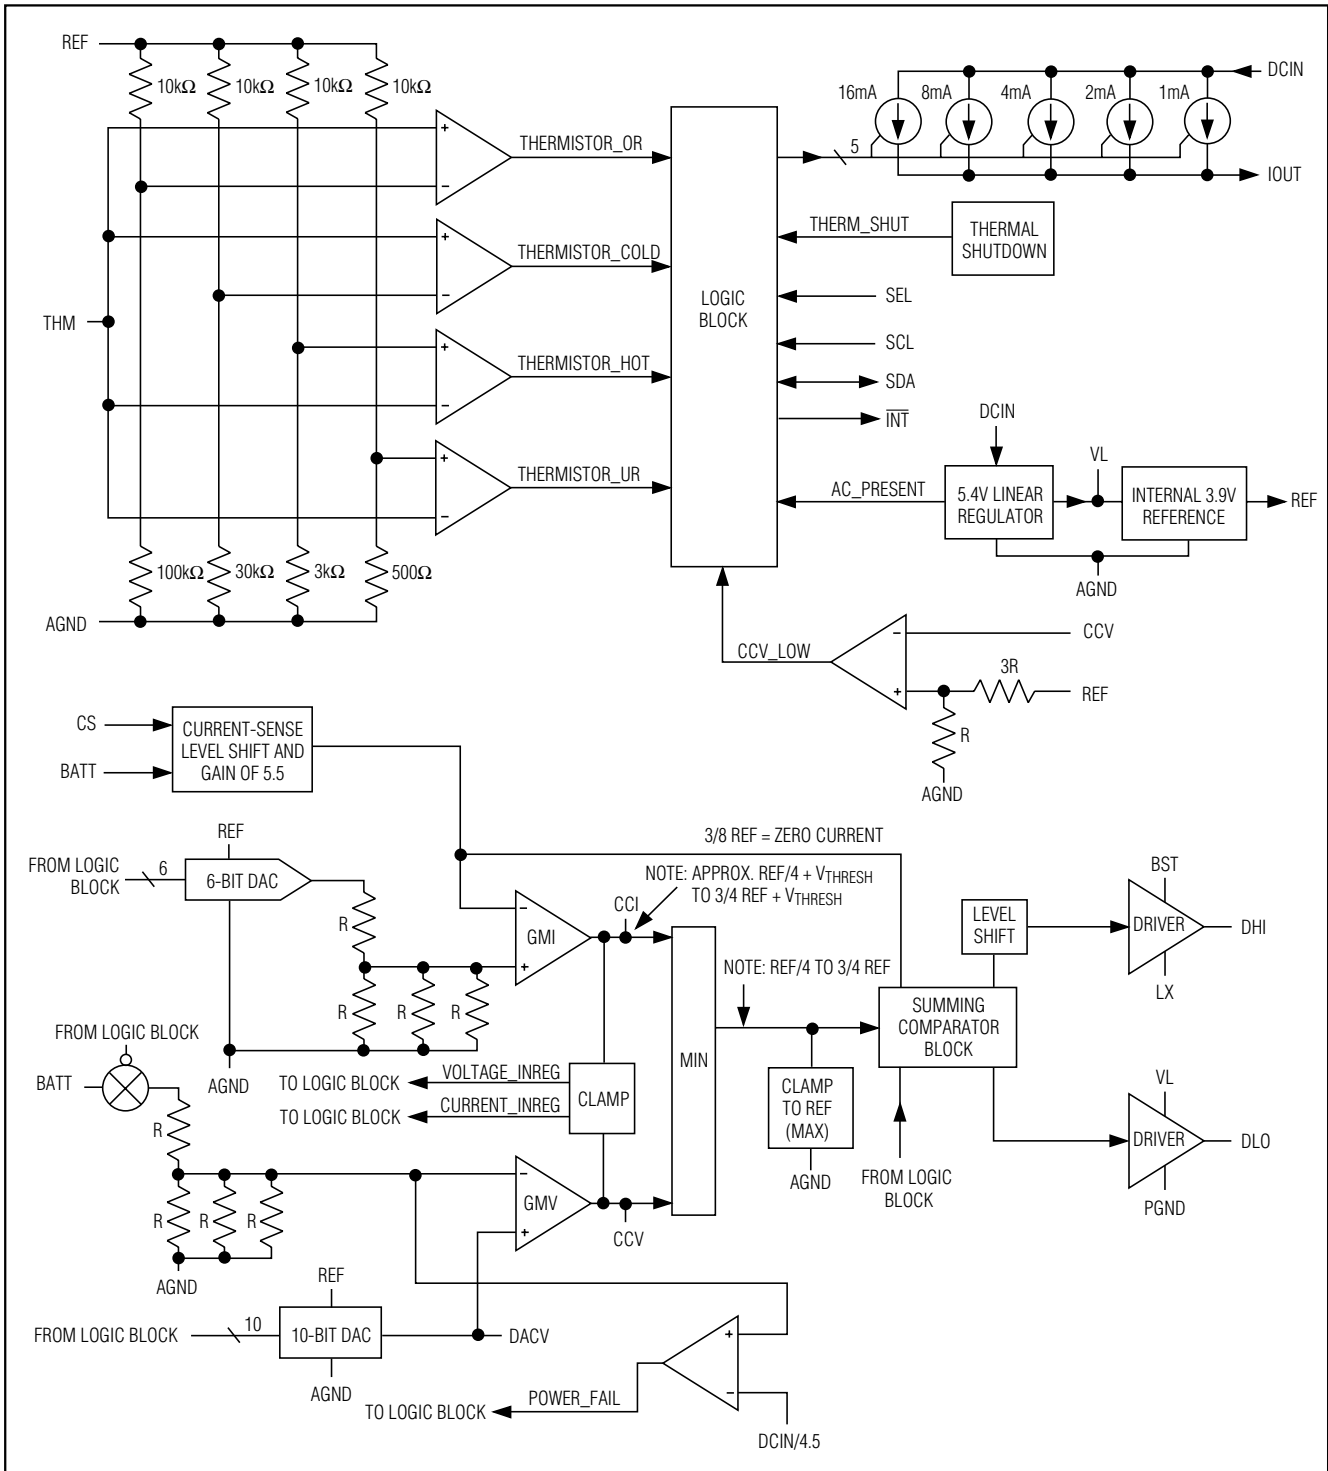 REF
10kΩ 10kΩ 10kΩ 10kΩ
THM
100kΩ 30kΩ 3kΩ 500Ω
AGND
+
−
THERMISTOR_OR
+
−
THERMISTOR_COLD
+
−
THERMISTOR_HOT
+
−
THERMISTOR_UR
LOGIC
BLOCK
16mA 8mA 4mA 2mA 1mA
DCIN
5
IOUT
THERM_SHUT
THERMAL
SHUTDOWN
SEL
SCL
SDA
INT
DCIN
AC_PRESENT
5.4V LINEAR
REGULATOR
VL
INTERNAL 3.9V
REFERENCE
REF
AGND
CCV_LOW
−
+
CCV
3R
REF
R
AGND
CS
BATT
CURRENT-SENSE
LEVEL SHIFT AND
GAIN OF 5.5
3/8 REF = ZERO CURRENT
REF
FROM LOGIC
BLOCK
6
6-BIT DAC
R
R R R
AGND
−
+
GMI
CCI
NOTE: APPROX. REF/4 + VTHRESH
TO 3/4 REF + VTHRESH
MIN
NOTE: REF/4 TO 3/4 REF
CLAMP
TO REF
(MAX)
AGND
SUMMING
COMPARATOR
BLOCK
FROM LOGIC
BLOCK
LEVEL
SHIFT
BST
DRIVER
DHI
LX
VL
DRIVER
DLO
PGND
FROM LOGIC BLOCK
BATT
R
R R R
AGND
TO LOGIC BLOCK
VOLTAGE_INREG
TO LOGIC BLOCK
CURRENT_INREG
CLAMP
−
+
GMV
CCV
REF
FROM LOGIC BLOCK
10
10-BIT DAC
DACV
AGND
+
−
TO LOGIC BLOCK
POWER_FAIL
DCIN/4.5